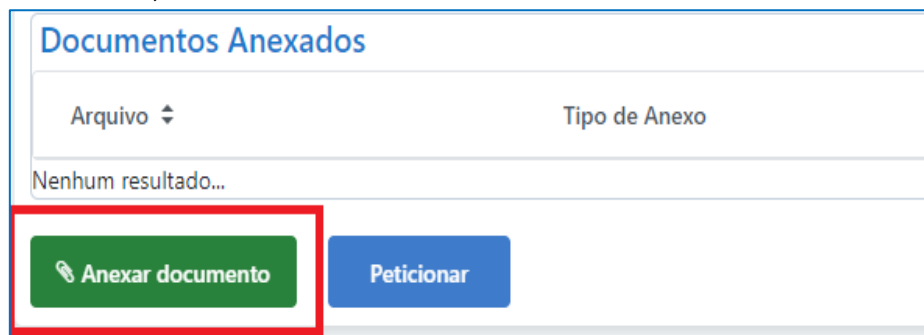 Documentos Anexados
Arquivo Tipo de Anexo
Nenhum resultado...
Anexar documento Peticionar